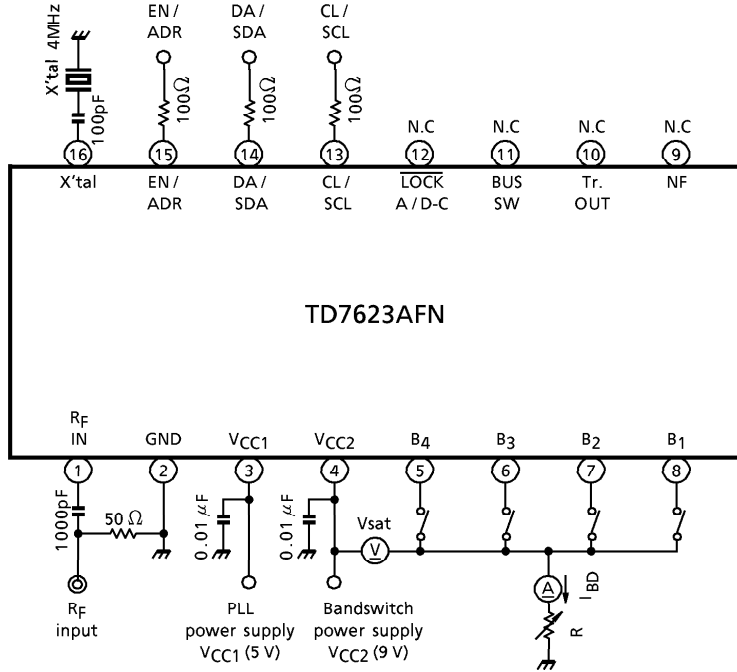 X'tal 4MHz
100pF
EN /
ADR
100Ω
DA /
SDA
100Ω
CL /
SCL
100Ω
N.C
N.C
N.C
N.C
16
15
14
13
12
11
10
9
X'tal
EN /
ADR
DA /
SDA
CL /
SCL
LOCK
A / D-C
BUS
SW
Tr.
OUT
NF
TD7623AFN
RF
IN
GND
VCC1
VCC2
B4
B3
B2
B1
1
2
3
4
5
6
7
8
1000pF
50 Ω
0.01 μF
0.01 μF
Vsat
V
A
IBD
R
RF
input
PLL
power supply
VCC1 (5 V)
Bandswitch
power supply
VCC2 (9 V)